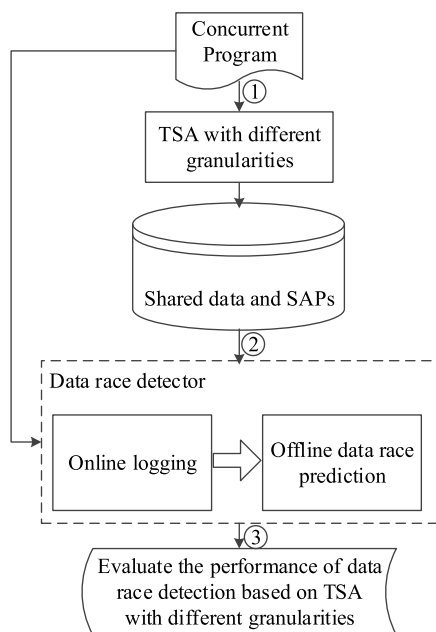 Concurrent
Program
①
TSA with different
granularities
Shared data and SAPs
②
Data race detector
Online logging
Offline data race
prediction
③
Evaluate the performance of data
race detection based on TSA
with different granularities